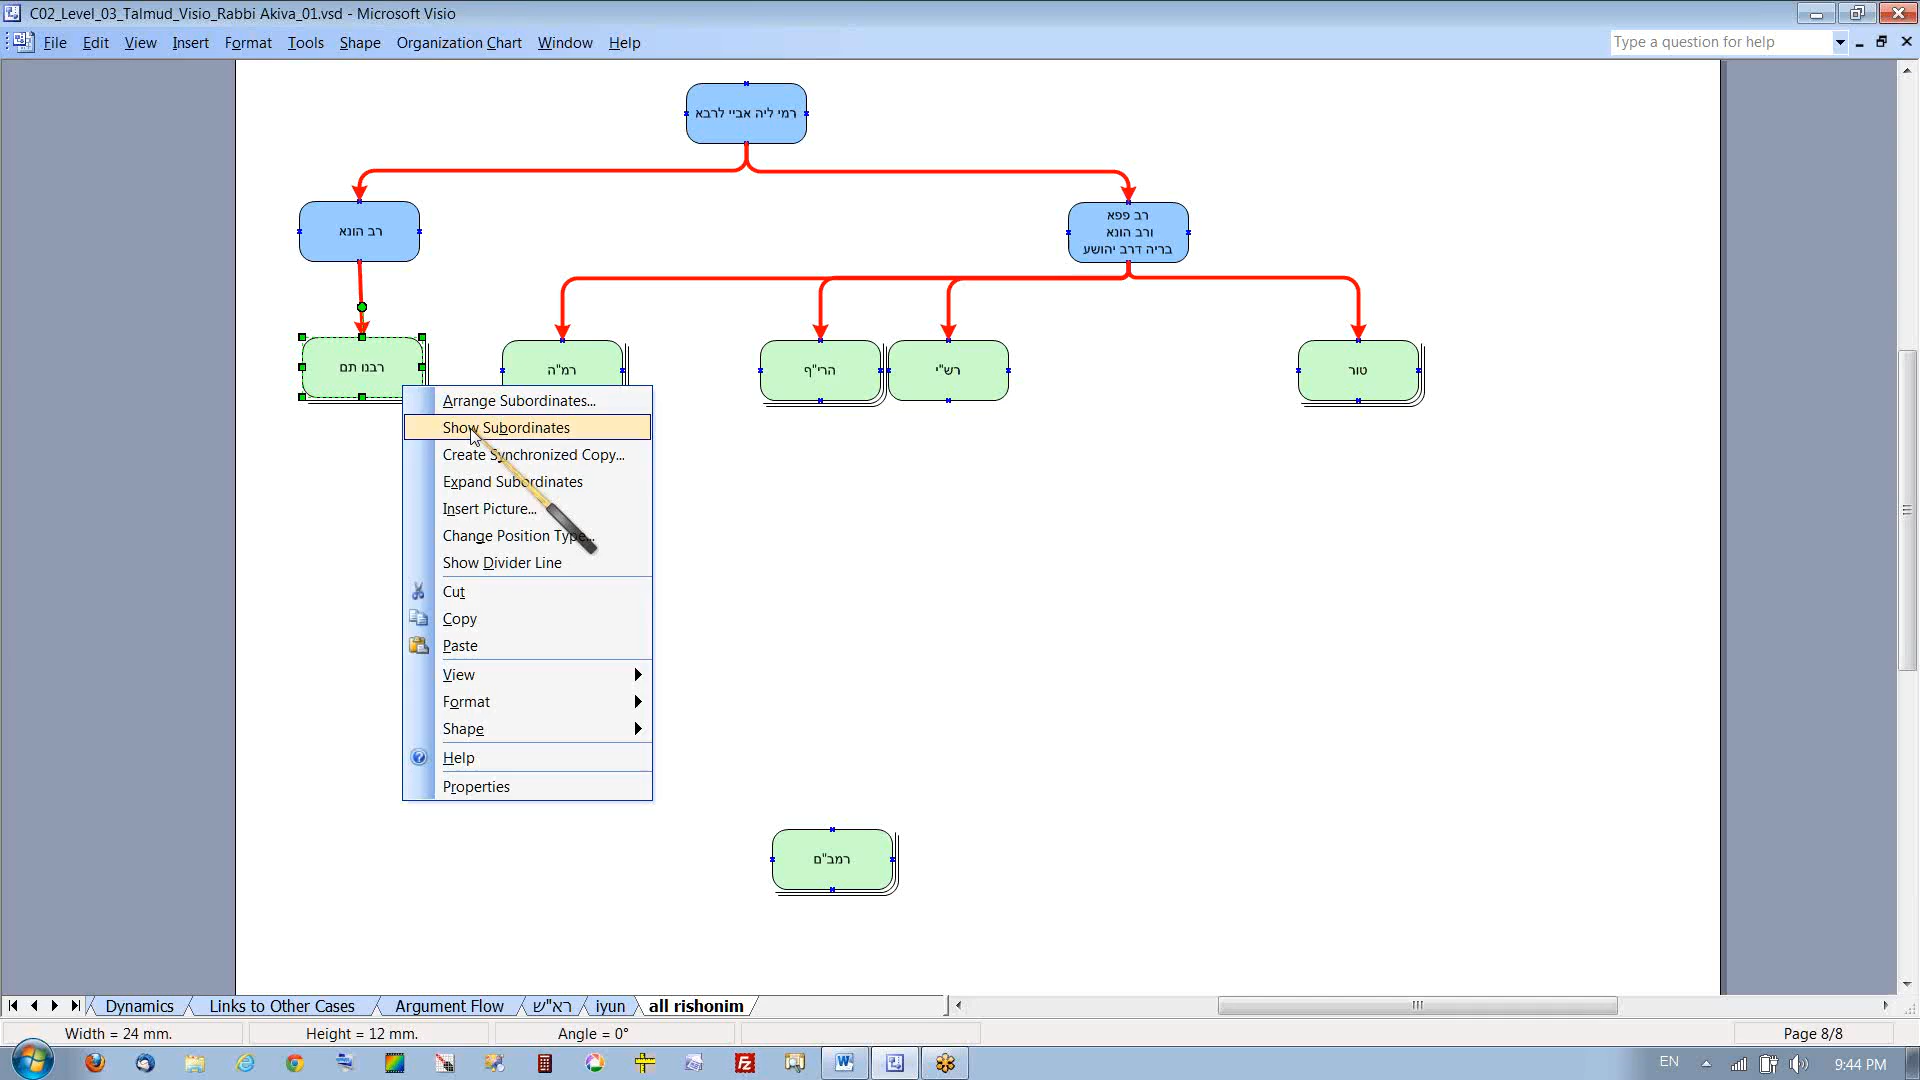 C02_Level_03_Talmud_Visio_Rabbi Akiva_01.vsd - Microsoft Visio
File Edit View Insert Format Tools Shape Organization Chart Window Help
Type a question for help
רמי ליה אביי לרבא
רב הונא
רב פפא
ורב הונא
בריה דרב יהושע
רבנו תם
רמ"ה
הרי"ף
רש"י
טור
Arrange Subordinates...
Show Subordinates
Create Synchronized Copy...
Expand Subordinates
Insert Picture...
Change Position Type...
Show Divider Line
Cut
Copy
Paste
View
Format
Shape
Help
Properties
רמב"ם
Dynamics Links to Other Cases Argument Flow רא"ש iyun all rishonim
Width = 24 mm. Height = 12 mm. Angle = 0° Page 8/8
EN 9:44 PM